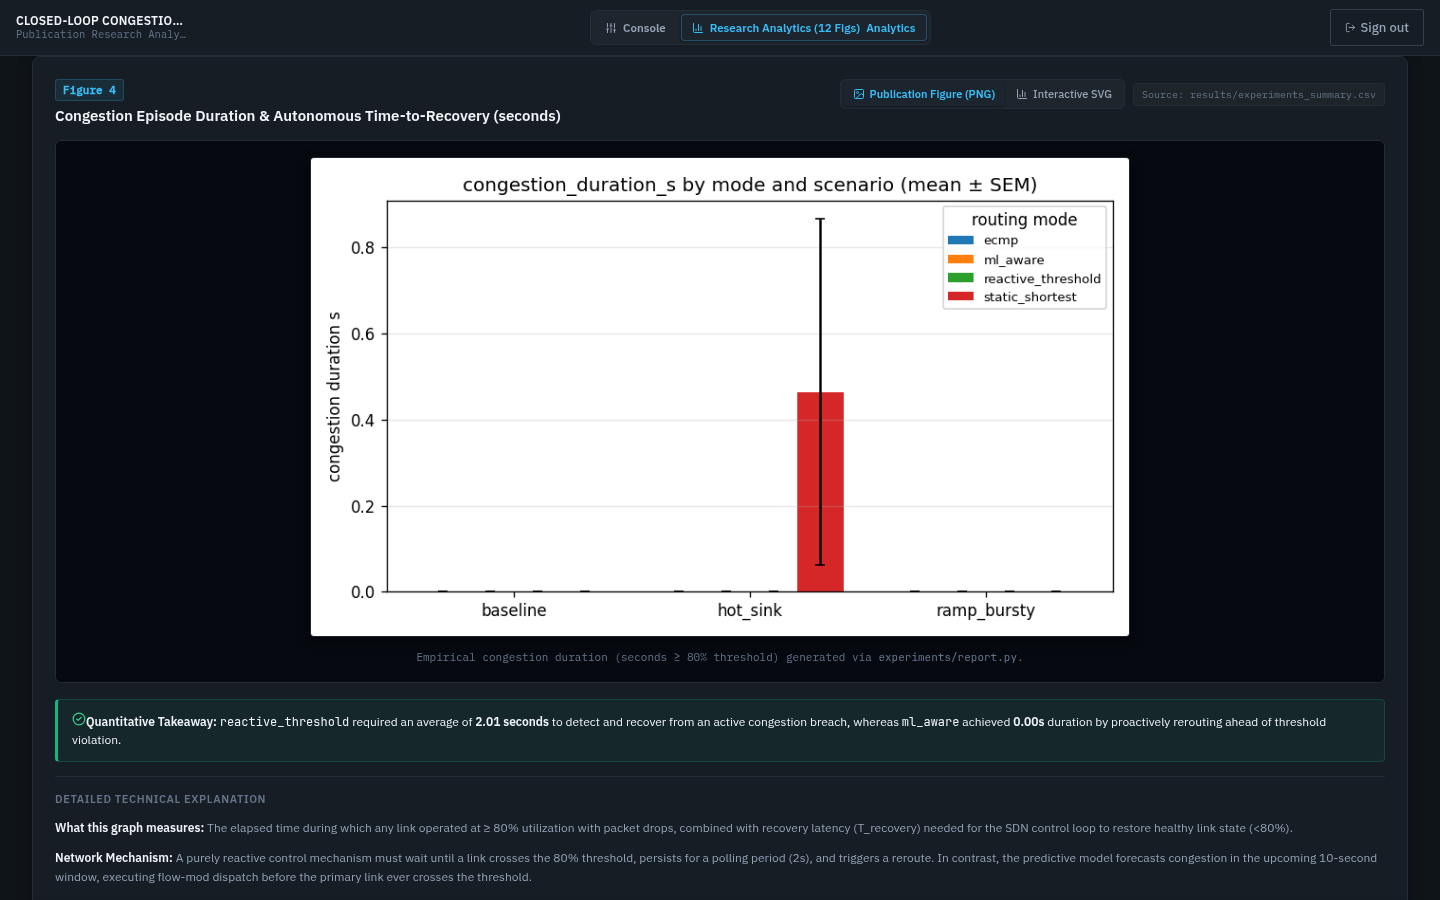 CLOSED-LOOP CONGESTIO...
Publication Research Analy...
Console
Research Analytics (12 Figs) Analytics
Sign out
Figure 4
Congestion Episode Duration & Autonomous Time-to-Recovery (seconds)
Publication Figure (PNG)
Interactive SVG
Source: results/experiments_summary.csv
congestion_duration_s by mode and scenario (mean ± SEM)
routing mode
ecmp
ml_aware
reactive_threshold
static_shortest
congestion duration s
0.8
0.6
0.4
0.2
0.0
baseline
hot_sink
ramp_bursty
Empirical congestion duration (seconds ≥ 80% threshold) generated via experiments/report.py.
Quantitative Takeaway: reactive_threshold required an average of 2.01 seconds to detect and recover from an active congestion breach, whereas ml_aware achieved 0.00s duration by proactively rerouting ahead of threshold
violation.
DETAILED TECHNICAL EXPLANATION
What this graph measures: The elapsed time during which any link operated at ≥ 80% utilization with packet drops, combined with recovery latency (T_recovery) needed for the SDN control loop to restore healthy link state (<80%).
Network Mechanism: A purely reactive control mechanism must wait until a link crosses the 80% threshold, persists for a polling period (2s), and triggers a reroute. In contrast, the predictive model forecasts congestion in the upcoming 10-second
window, executing flow-mod dispatch before the primary link ever crosses the threshold.